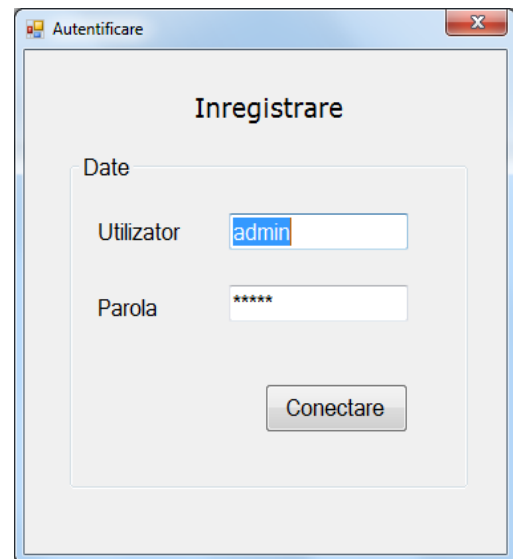 Autentificare
Inregistrare
Date
Utilizator admin
Parola *****
Conectare